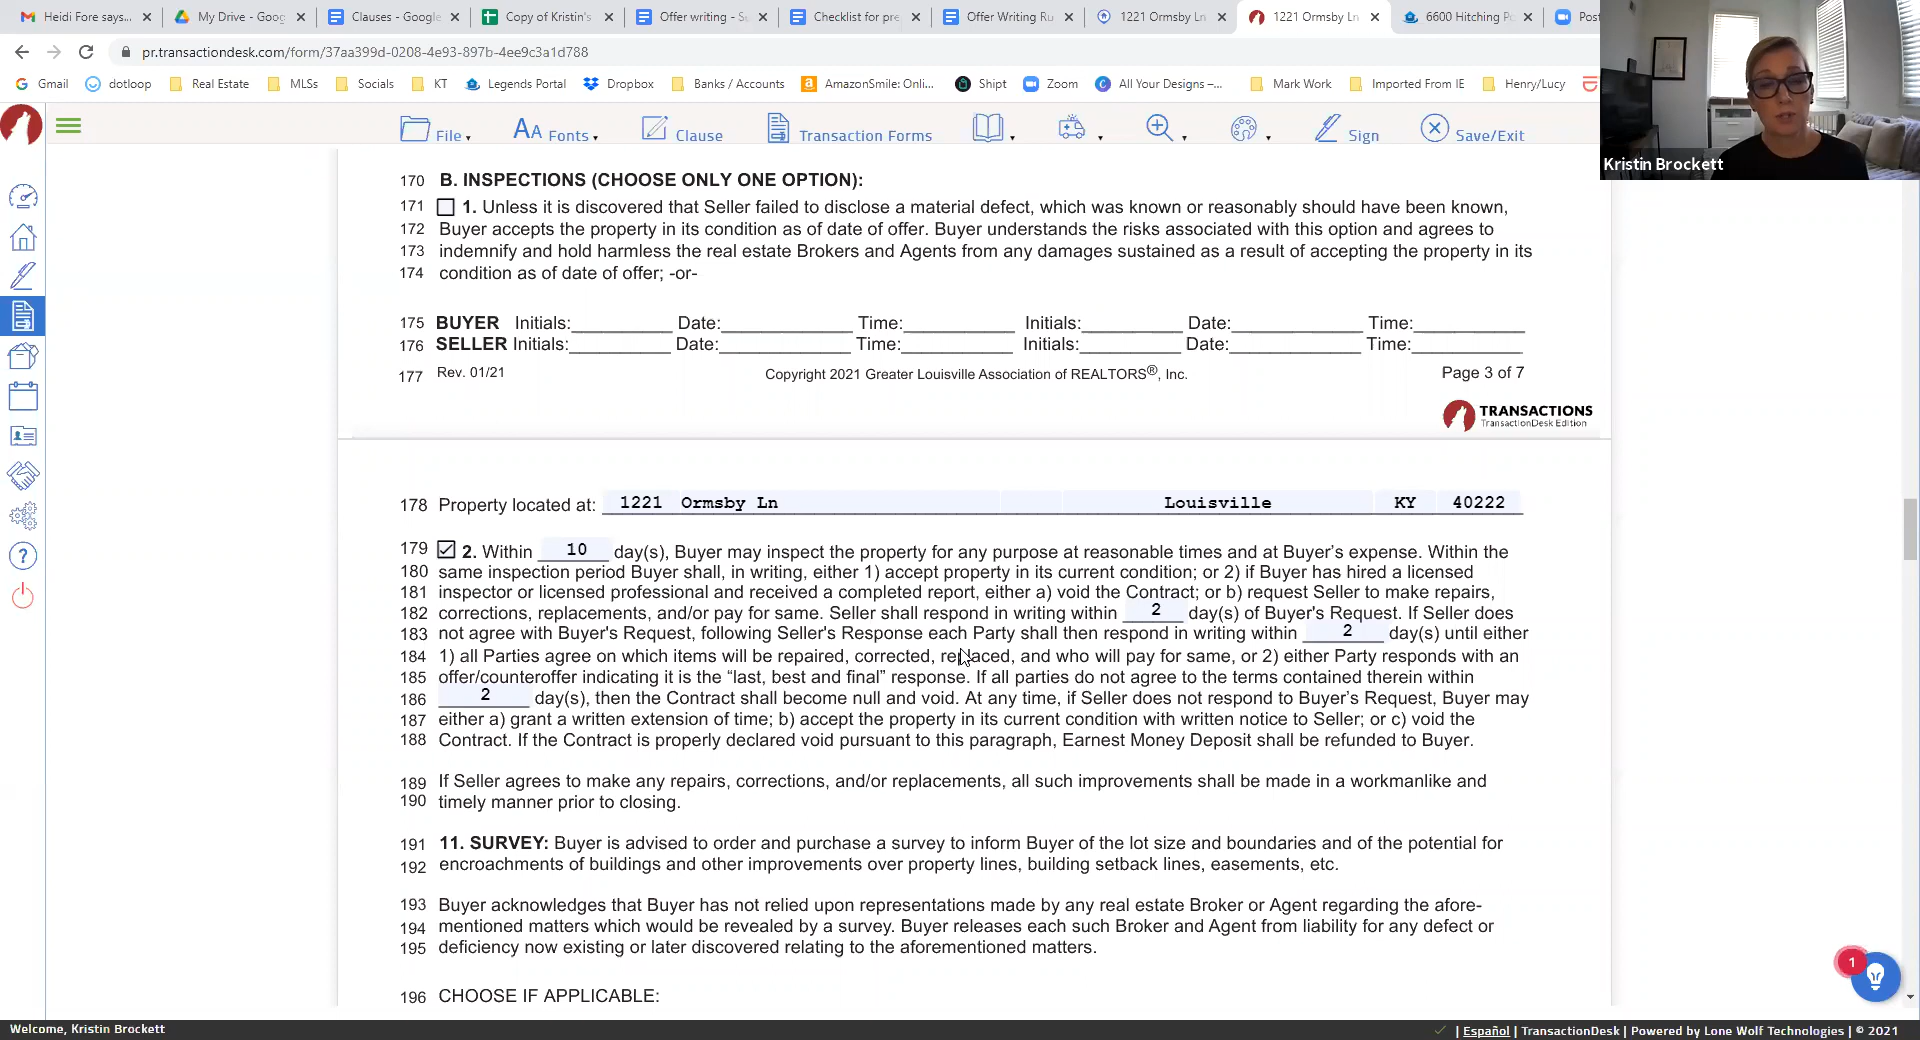 Heidi Fore says...
My Drive - Goog
Clauses - Google
Copy of Kristin's
Offer writing - S
Checklist for pre
Offer Writing Ru
1221 Ormsby Ln
1221 Ormsby Ln
6600 Hitching P
Pos
pr.transactiondesk.com/form/37aa399d-0208-4e93-897b-4ee9c3a1d788
Gmail
dotloop
Real Estate
MLSs
Socials
KT
Legends Portal
Dropbox
Banks / Accounts
AmazonSmile: Onli...
Shipt
Zoom
All Your Designs –...
Mark Work
Imported From IE
Henry/Lucy
Kristin Brockett
File
AA Fonts
Clause
Transaction Forms
Sign
Save/Exit
170 B. INSPECTIONS (CHOOSE ONLY ONE OPTION):
171 1. Unless it is discovered that Seller failed to disclose a material defect, which was known or reasonably should have been known,
172 Buyer accepts the property in its condition as of date of offer. Buyer understands the risks associated with this option and agrees to
173 indemnify and hold harmless the real estate Brokers and Agents from any damages sustained as a result of accepting the property in its
174 condition as of date of offer; -or-
175 BUYER Initials:__________ Date:_____________ Time:___________ Initials:__________ Date:_____________ Time:___________
176 SELLER Initials:__________ Date:_____________ Time:___________ Initials:__________ Date:_____________ Time:___________
177 Rev. 01/21 Copyright 2021 Greater Louisville Association of REALTORS®, Inc. Page 3 of 7
TRANSACTIONS
TransactionDesk Edition
178 Property located at: 1221 Ormsby Ln Louisville KY 40222
179 2. Within 10 day(s), Buyer may inspect the property for any purpose at reasonable times and at Buyer's expense. Within the
180 same inspection period Buyer shall, in writing, either 1) accept property in its current condition; or 2) if Buyer has hired a licensed
181 inspector or licensed professional and received a completed report, either a) void the Contract; or b) request Seller to make repairs,
182 corrections, replacements, and/or pay for same. Seller shall respond in writing within 2 day(s) of Buyer's Request. If Seller does
183 not agree with Buyer's Request, following Seller's Response each Party shall then respond in writing within 2 day(s) until either
184 1) all Parties agree on which items will be repaired, corrected, replaced, and who will pay for same, or 2) either Party responds with an
185 offer/counteroffer indicating it is the “last, best and final” response. If all parties do not agree to the terms contained therein within
186 2 day(s), then the Contract shall become null and void. At any time, if Seller does not respond to Buyer's Request, Buyer may
187 either a) grant a written extension of time; b) accept the property in its current condition with written notice to Seller; or c) void the
188 Contract. If the Contract is properly declared void pursuant to this paragraph, Earnest Money Deposit shall be refunded to Buyer.
189 If Seller agrees to make any repairs, corrections, and/or replacements, all such improvements shall be made in a workmanlike and
190 timely manner prior to closing.
191 11. SURVEY: Buyer is advised to order and purchase a survey to inform Buyer of the lot size and boundaries and of the potential for
192 encroachments of buildings and other improvements over property lines, building setback lines, easements, etc.
193 Buyer acknowledges that Buyer has not relied upon representations made by any real estate Broker or Agent regarding the afore-
194 mentioned matters which would be revealed by a survey. Buyer releases each such Broker and Agent from liability for any defect or
195 deficiency now existing or later discovered relating to the aforementioned matters.
196 CHOOSE IF APPLICABLE:
1
Welcome, Kristin Brockett
| Español | TransactionDesk | Powered by Lone Wolf Technologies | © 2021